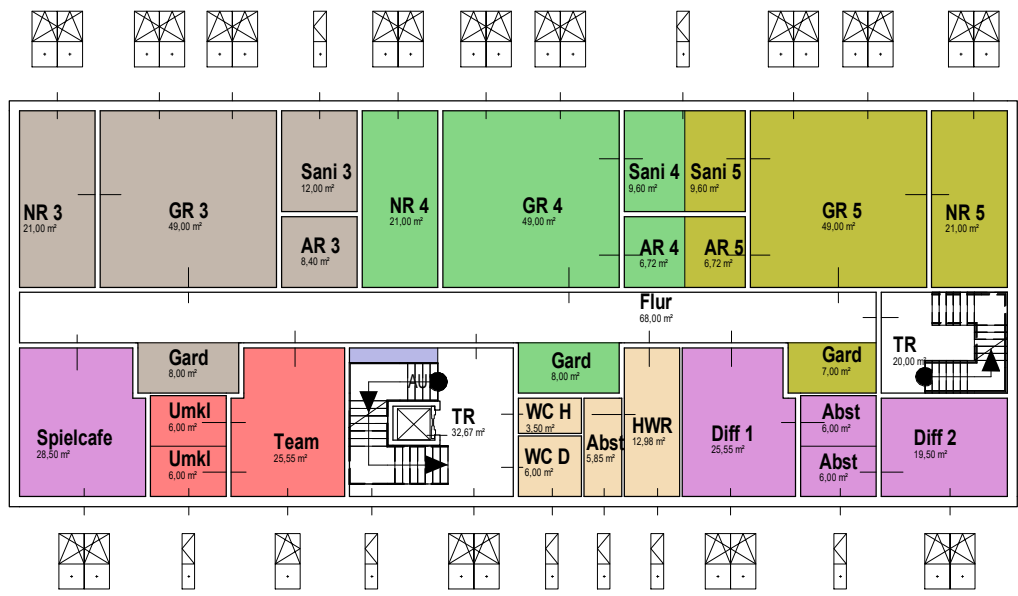 Sani 3
12,00 m²
Sani 4
9,60 m²
Sani 5
9,60 m²
NR 3
21,00 m²
GR 3
49,00 m²
NR 4
21,00 m²
GR 4
49,00 m²
GR 5
49,00 m²
NR 5
21,00 m²
AR 3
8,40 m²
AR 4
6,72 m²
AR 5
6,72 m²
Flur
68,00 m²
TR
20,00 m²
Gard
8,00 m²
Gard
8,00 m²
Gard
7,00 m²
AU
Umkl
6,00 m²
TR
32,67 m²
WC H
3,50 m²
HWR
12,98 m²
Abst
6,00 m²
Spielcafe
28,50 m²
Team
25,55 m²
Abst
5,85 m²
Diff 1
25,55 m²
Diff 2
19,50 m²
Umkl
6,00 m²
WC D
6,00 m²
Abst
6,00 m²